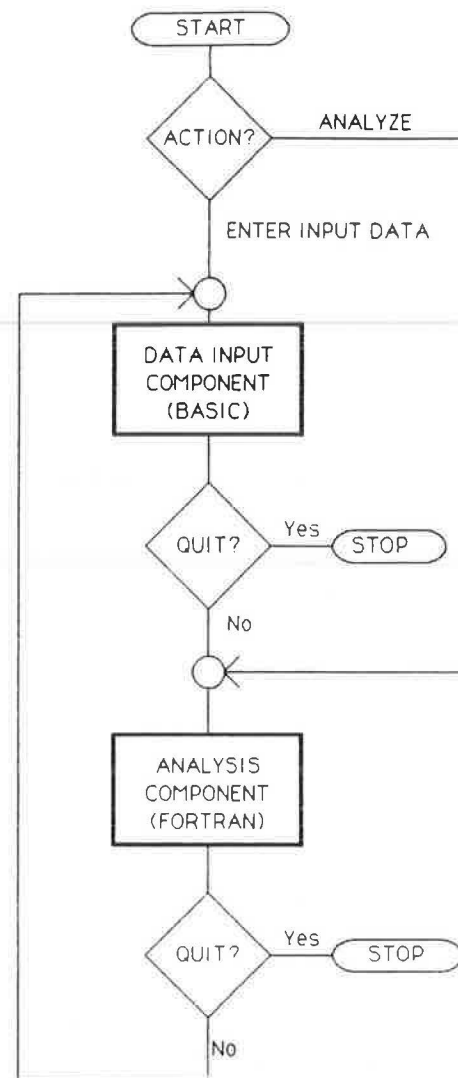 START
ACTION?
ANALYZE
ENTER INPUT DATA
DATA INPUT
COMPONENT
(BASIC)
QUIT?
Yes
STOP
No
ANALYSIS
COMPONENT
(FORTRAN)
QUIT?
Yes
STOP
No